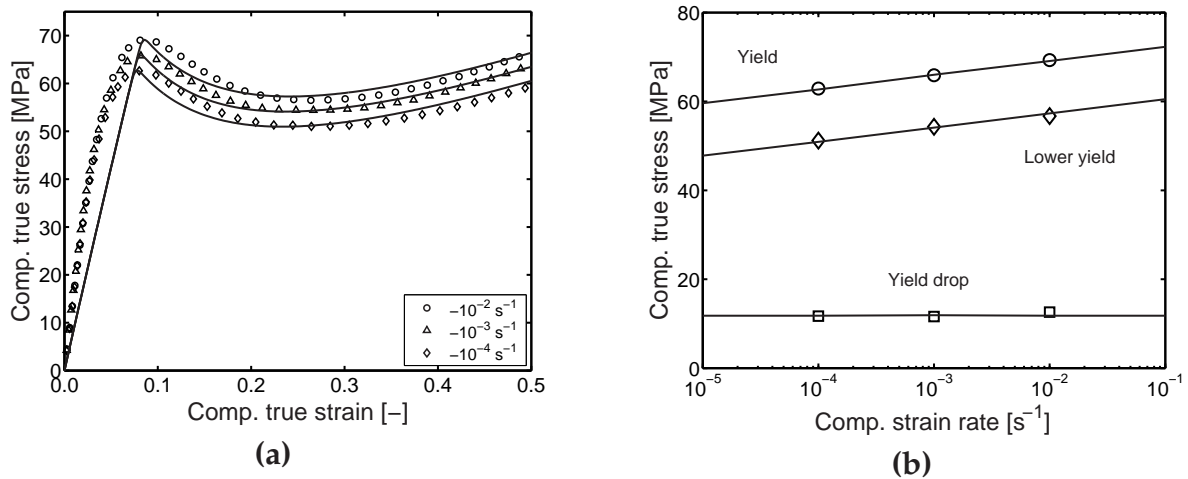 Comp. true stress [MPa]
70
60
50
40
30
20
10
0
0.0 0.1 0.2 0.3 0.4 0.5
Comp. true strain [−]
−10⁻² s⁻¹
−10⁻³ s⁻¹
−10⁻⁴ s⁻¹
(a)
Comp. true stress [MPa]
80
60
40
20
0
Yield
Lower yield
Yield drop
10⁻⁵ 10⁻⁴ 10⁻³ 10⁻² 10⁻¹
Comp. strain rate [s⁻¹]
(b)